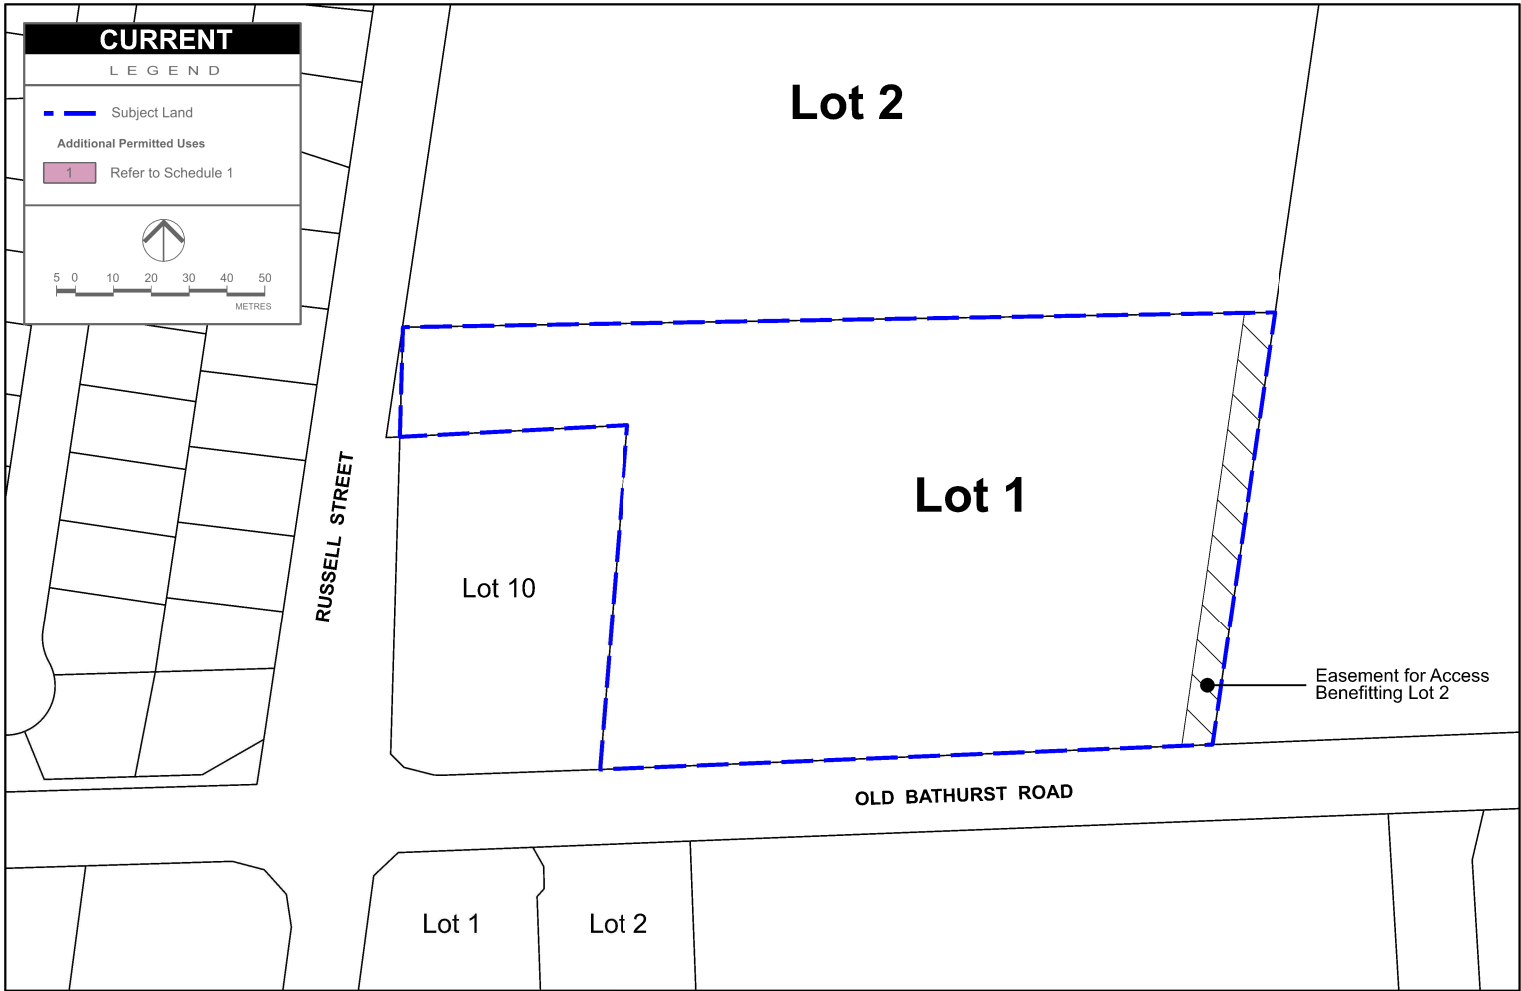 CURRENT
LEGEND
Subject Land
Additional Permitted Uses
1 Refer to Schedule 1
5 0 10 20 30 40 50
METRES
Lot 2
Lot 1
RUSSELL STREET
Lot 10
Easement for Access
Benefitting Lot 2
OLD BATHURST ROAD
Lot 1
Lot 2